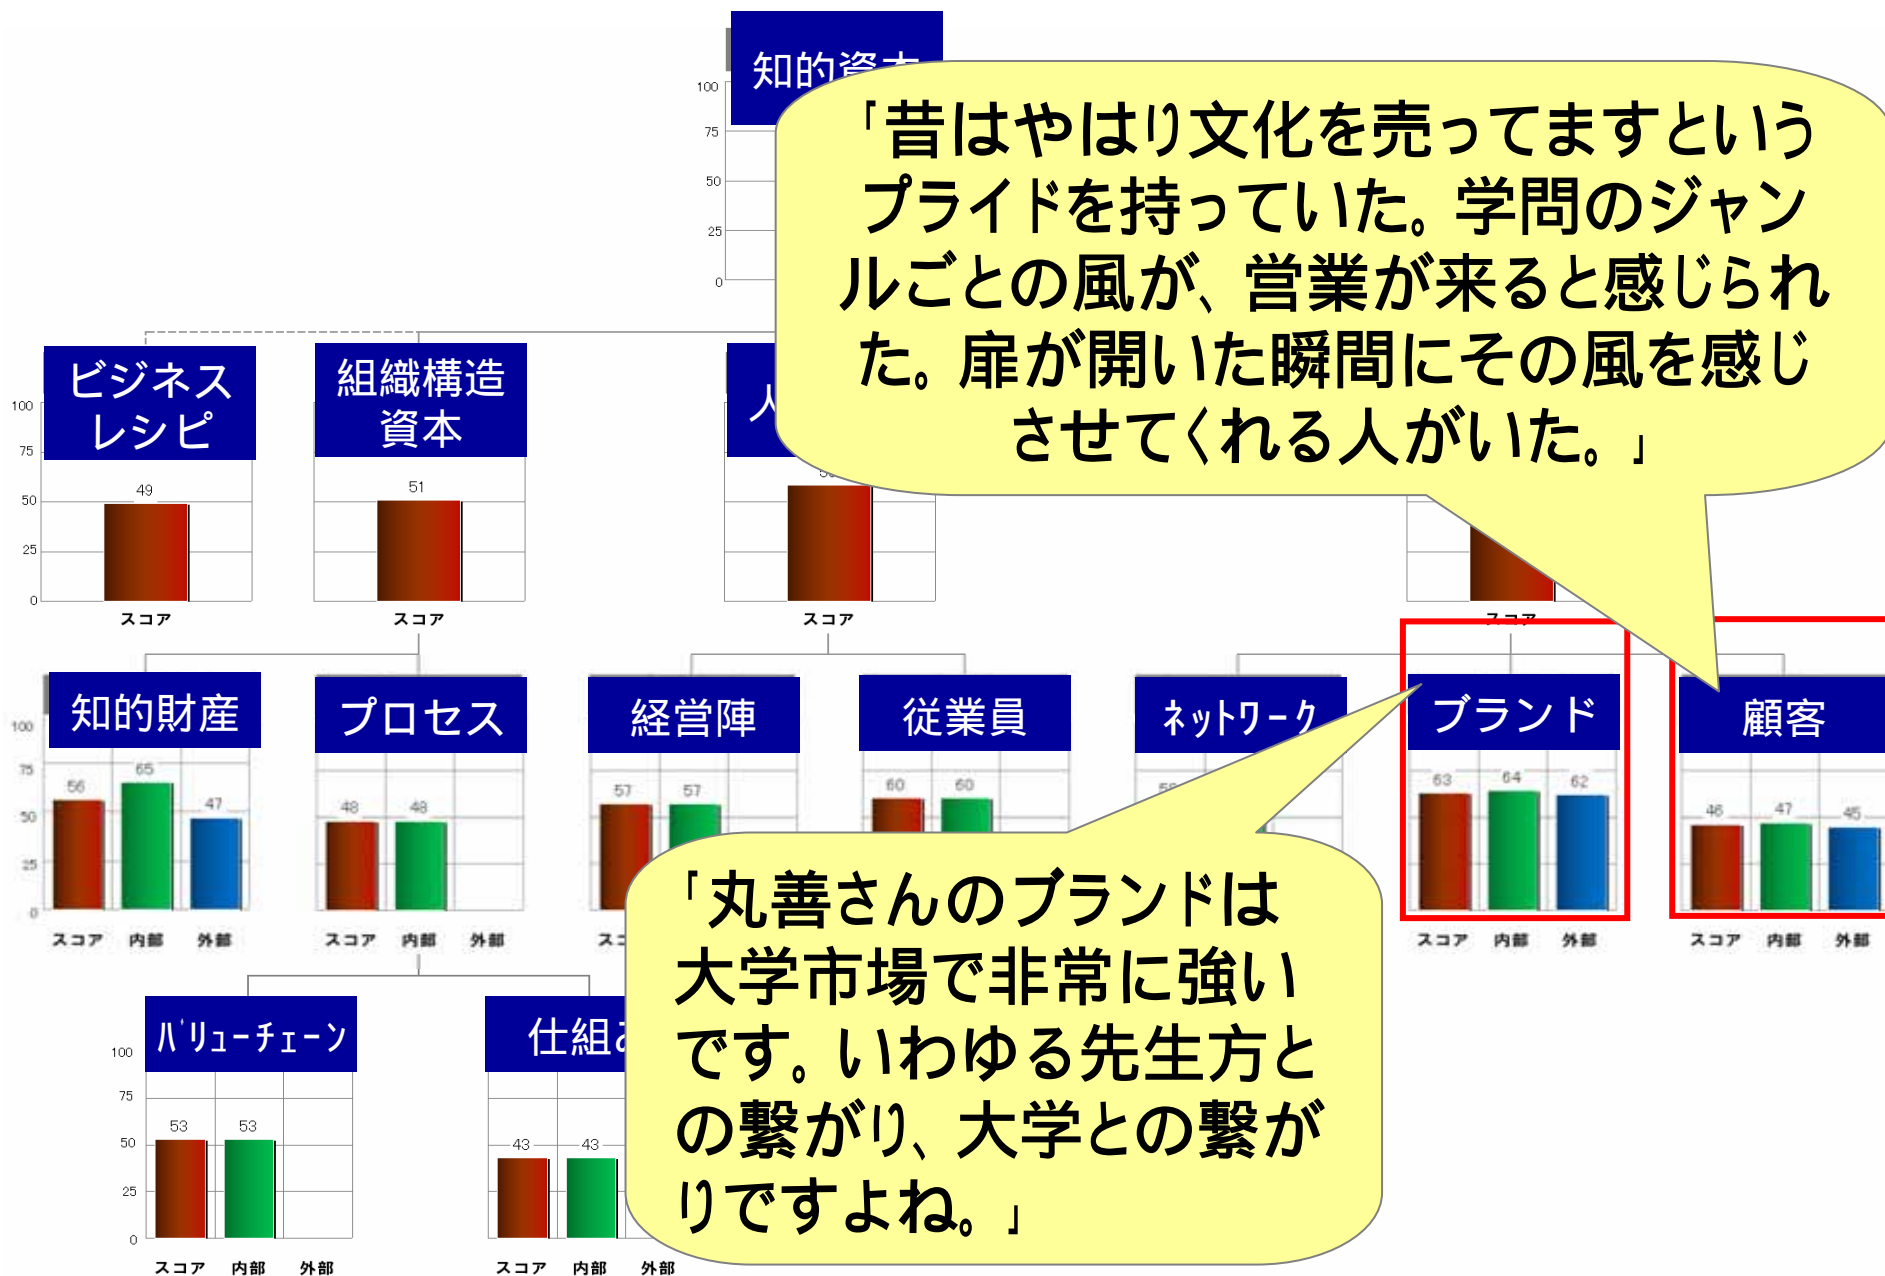 知的資本
100
75
50
25
0
「昔はやはり文化を売ってますという
プライドを持っていた。学問のジャン
ルごとの風が、営業が来ると感じられ
た。扉が開いた瞬間にその風を感じ
させてくれる人がいた。」
ビジネス
レシピ
組織構造
資本
人
100
75
50
25
0
49
51
スコア
スコア
スコア
スコア
知的財産
プロセス
経営陣
従業員
ネットワーク
ブランド
顧客
100
75
50
25
0
56
65
47
48
48
57
57
60
60
63
64
62
46
47
45
スコア 内部 外部
スコア 内部 外部
スコア 内部 外部
スコア 内部 外部
「丸善さんのブランドは
大学市場で非常に強い
です。いわゆる先生方と
の繋がり、大学との繋が
りですよね。」
バリューチェーン
仕組み
100
75
50
25
0
53
53
43
43
スコア 内部 外部
スコア 内部 外部